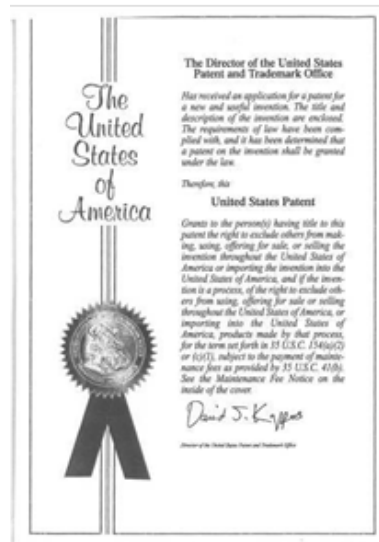 The
United
States
of
America
The Director of the United States
Patent and Trademark Office
Has received an application for a patent for
a new and useful invention. The title and
description of the invention are enclosed.
The requirements of law have been com-
plied with, and it has been determined that
a patent on the invention shall be granted
under the law.
Therefore, this
United States Patent
Grants to the person(s) having title to this
patent the right to exclude others from mak-
ing, using, offering for sale, or selling the
invention throughout the United States of
America or importing the invention into the
United States of America, and if the inven-
tion is a process, of the right to exclude oth-
ers from using, offering for sale or selling
throughout the United States of America, or
importing into the United States of
America, products made by that process,
for the term set forth in 35 U.S.C. 154(a)(2)
or (c)(1), subject to the payment of mainte-
nance fees as provided by 35 U.S.C. 41(b).
See the Maintenance Fee Notice on the
inside of the cover.
David J. Kappos
Director of the United States Patent and Trademark Office